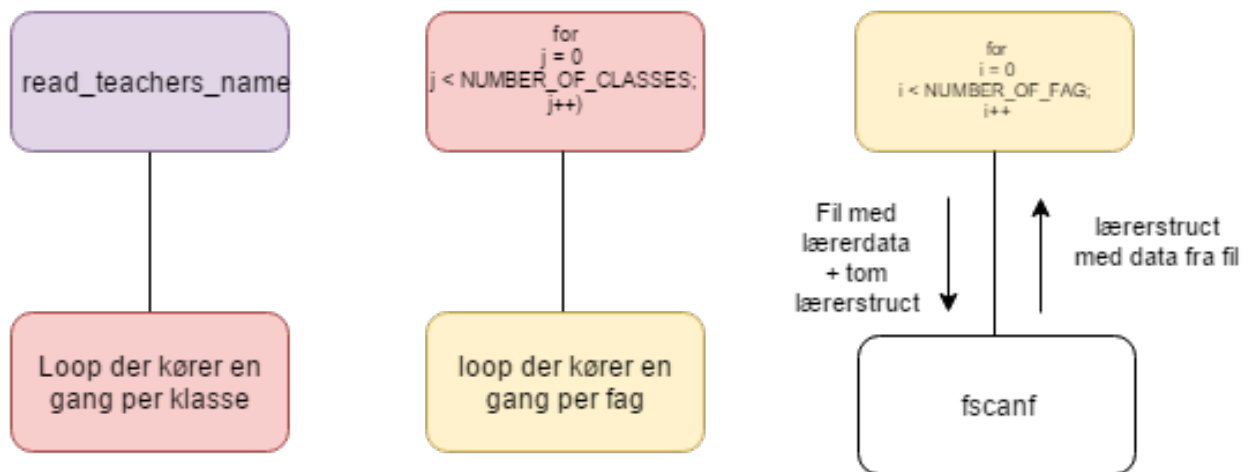 read_teachers_name
for
j = 0
j < NUMBER_OF_CLASSES;
j++)
for
i = 0
i < NUMBER_OF_FAG;
i++
Fil med
lærerdata
+ tom
lærerstruct
lærerstruct
med data fra fil
Loop der kører en
gang per klasse
loop der kører en
gang per fag
fscanf